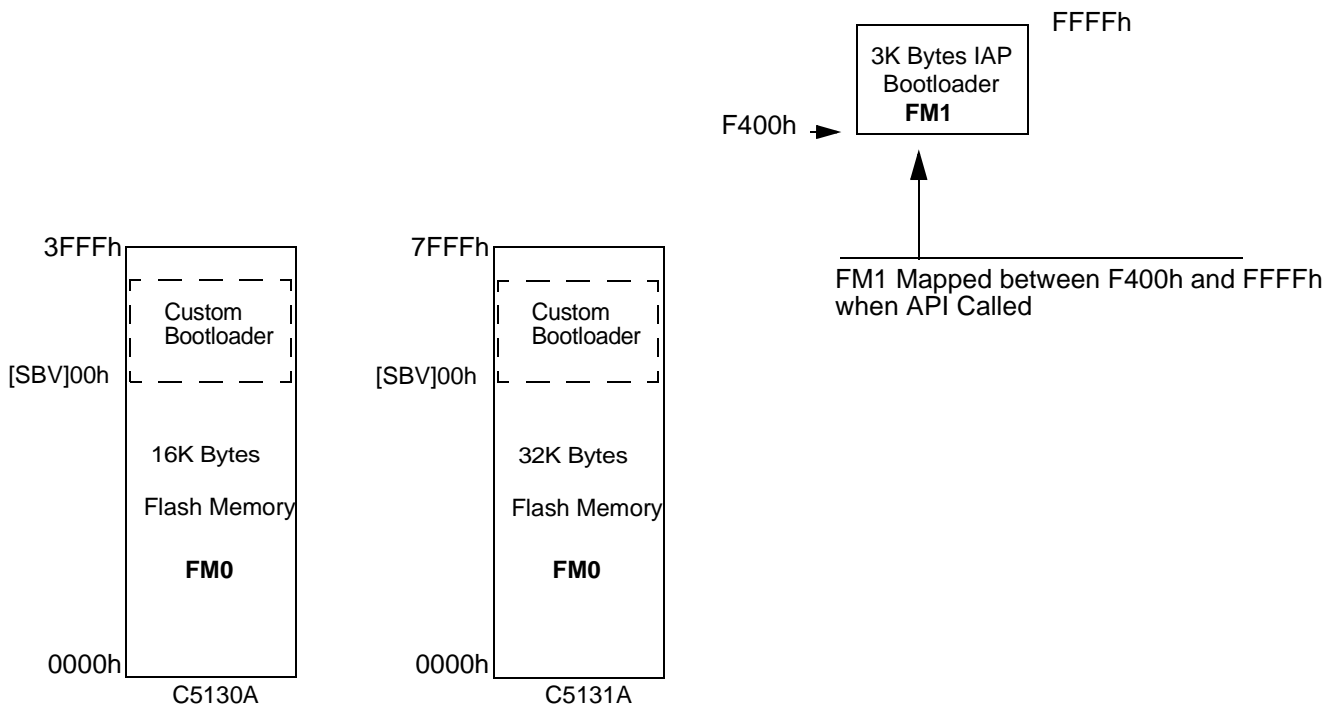 FFFFh
3K Bytes IAP
Bootloader
FM1
F400h
FM1 Mapped between F400h and FFFFh
when API Called
3FFFh
Custom
Bootloader
[SBV]00h
16K Bytes
Flash Memory
FM0
0000h
C5130A
7FFFh
Custom
Bootloader
[SBV]00h
32K Bytes
Flash Memory
FM0
0000h
C5131A